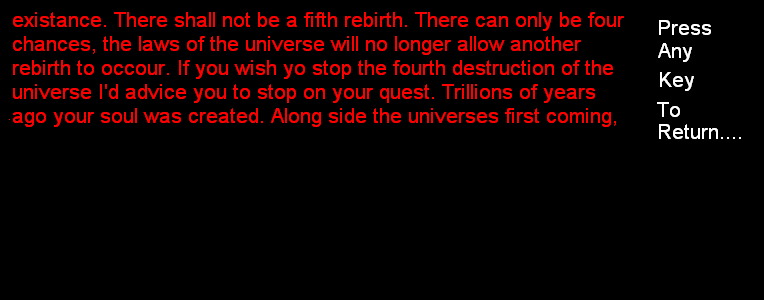 existance. There shall not be a fifth rebirth. There can only be four
chances, the laws of the universe will no longer allow another
rebirth to occour. If you wish yo stop the fourth destruction of the
universe I'd advice you to stop on your quest. Trillions of years
ago your soul was created. Along side the universes first coming,
Press
Any
Key
To
Return....